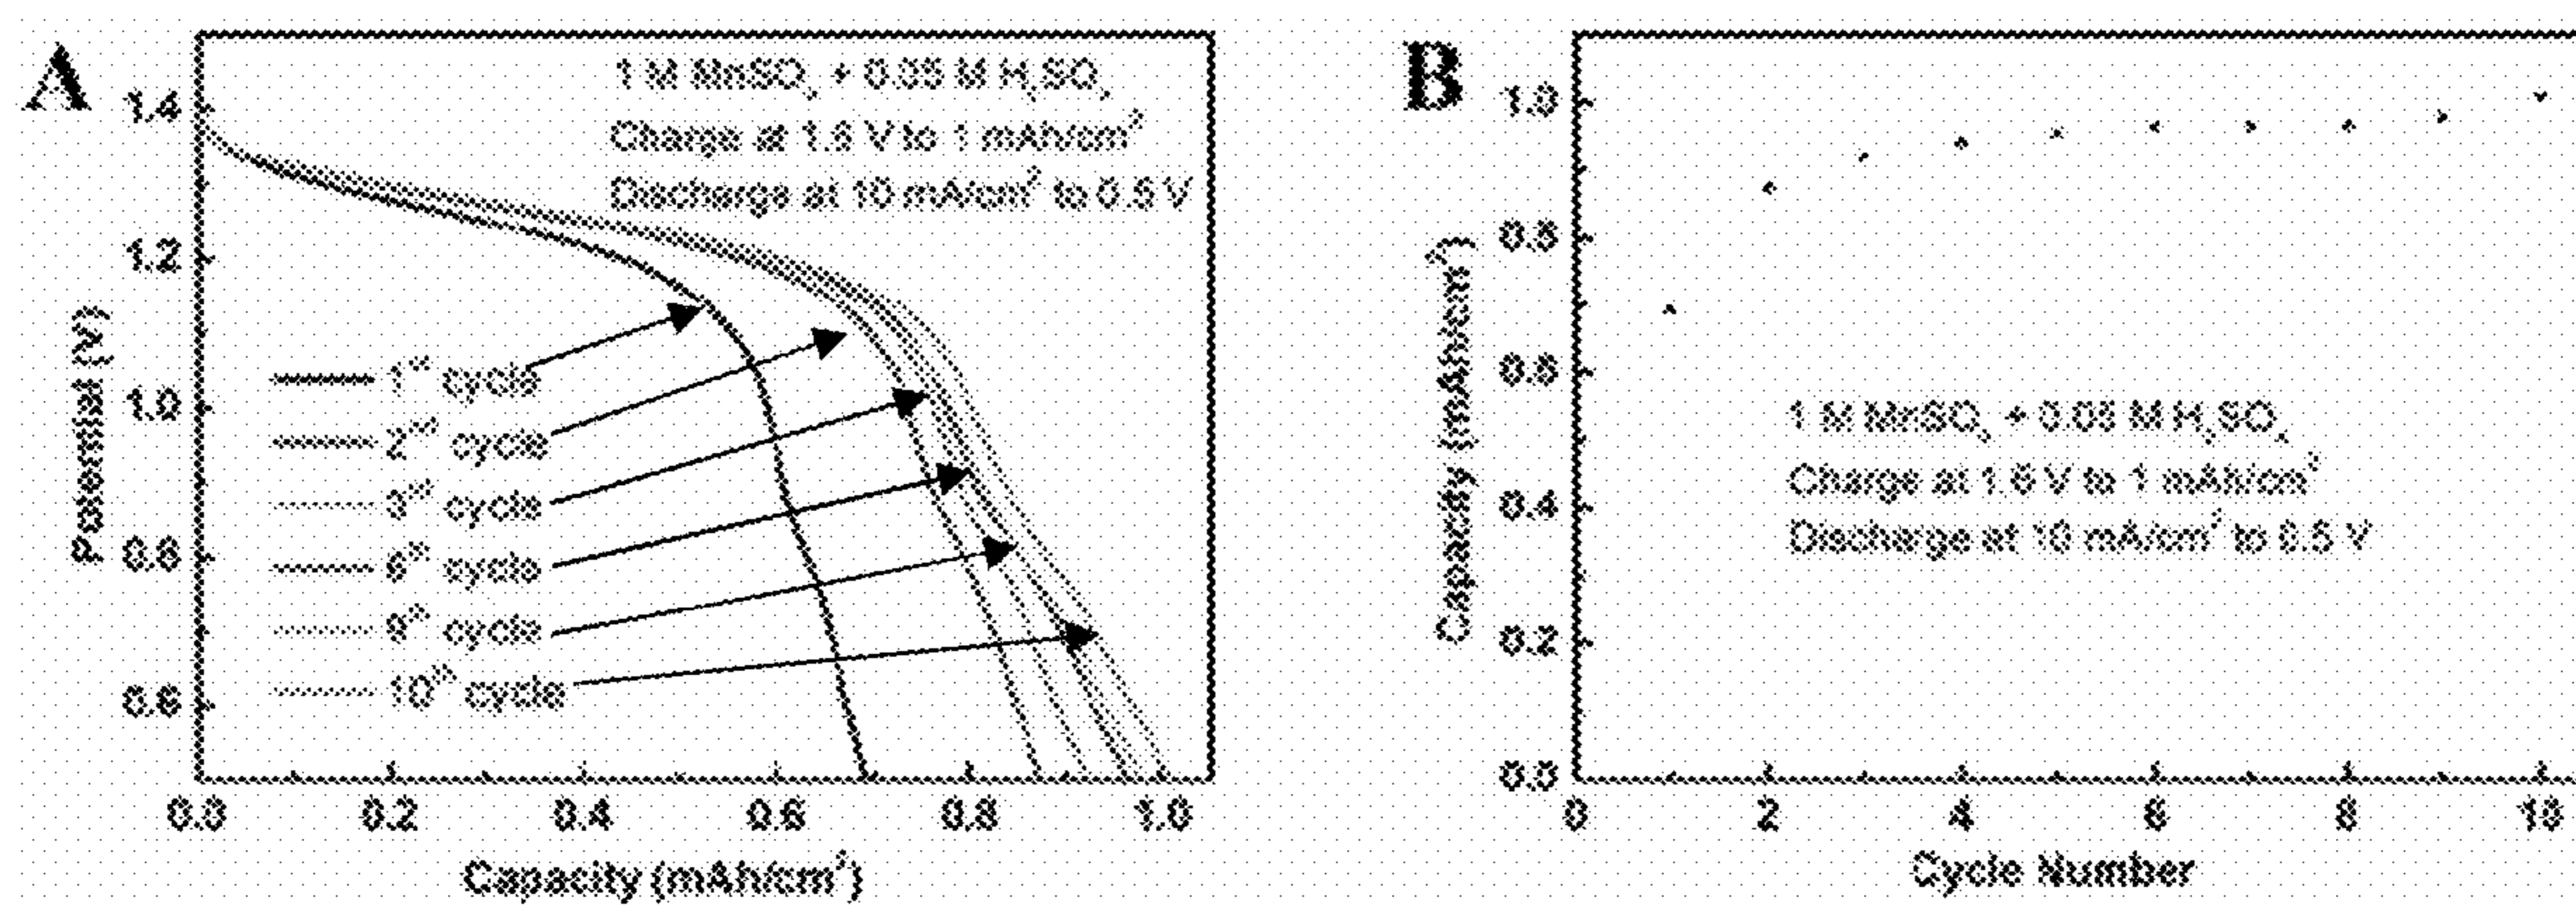 A
1 M MnSO4 + 0.05 M H2SO4
Charge at 1.6 V to 1 mAh/cm2
Discharge at 10 mA/cm2 to 0.5 V
Potential (V)
1.4
1.2
1.0
0.8
0.6
1st cycle
2nd cycle
3rd cycle
6th cycle
9th cycle
10th cycle
0.0 0.2 0.4 0.6 0.8 1.0
Capacity (mAh/cm2)
B
Capacity (mAh/cm2)
1.0
0.8
0.6
0.4
0.2
0.0
1 M MnSO4 + 0.05 M H2SO4
Charge at 1.6 V to 1 mAh/cm2
Discharge at 10 mA/cm2 to 0.5 V
0 2 4 6 8 10
Cycle Number